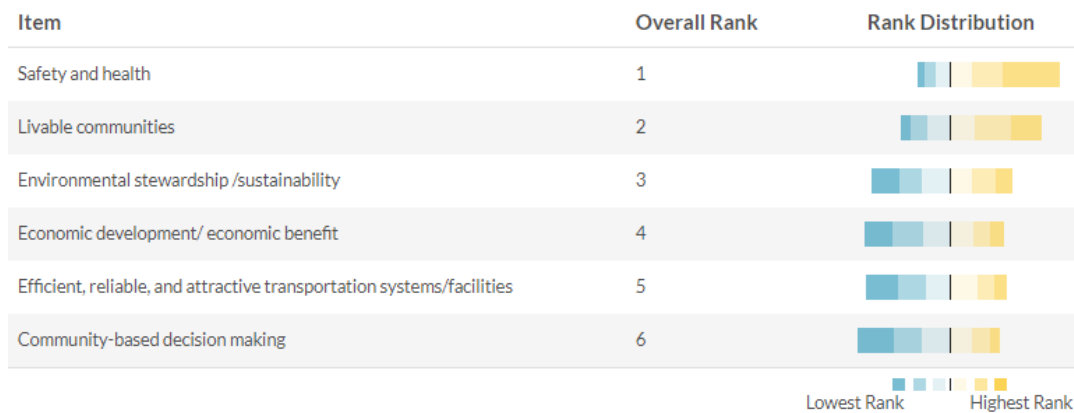 Item Overall Rank Rank Distribution
Safety and health 1
Livable communities 2
Environmental stewardship /sustainability 3
Economic development/ economic benefit 4
Efficient, reliable, and attractive transportation systems/facilities 5
Community-based decision making 6
Lowest Rank Highest Rank